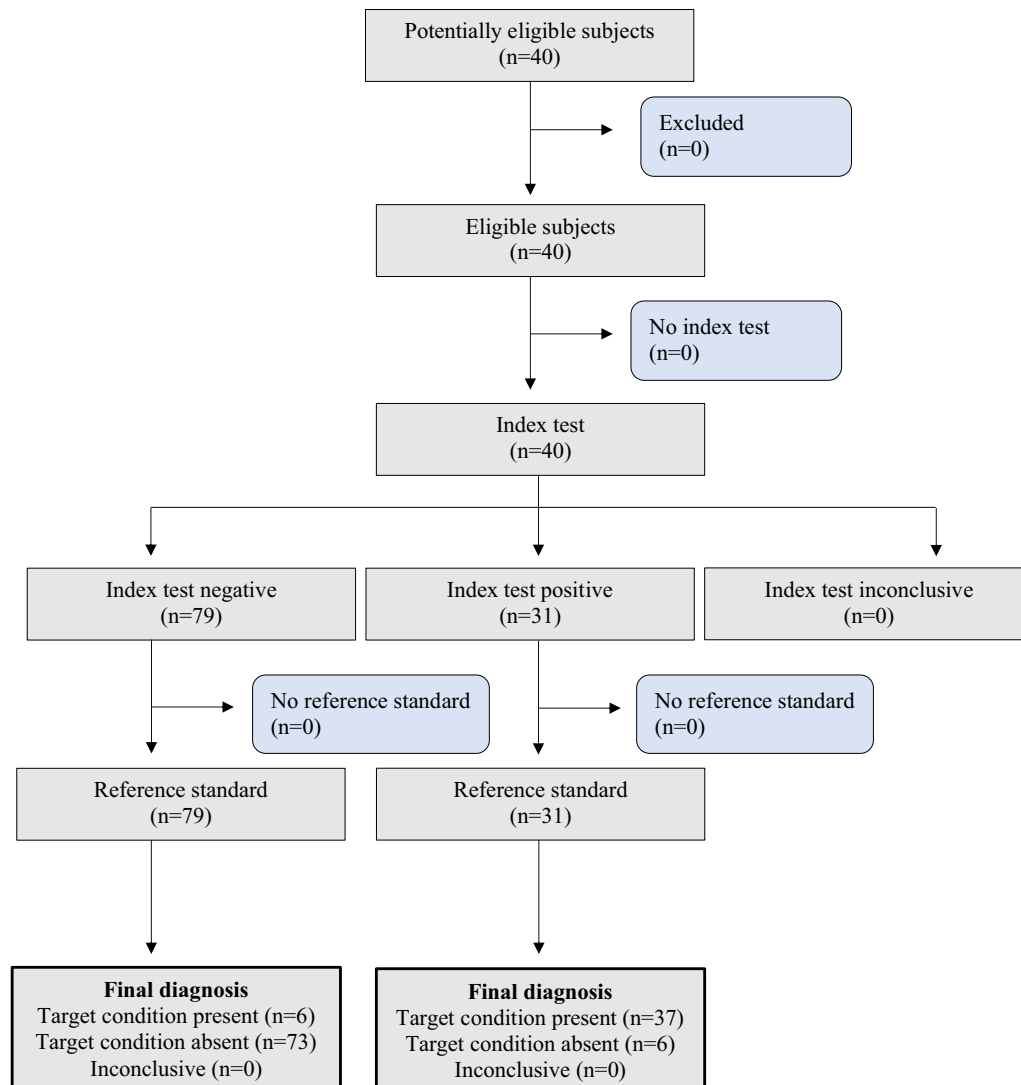 Potentially eligible subjects
(n=40)
Excluded
(n=0)
Eligible subjects
(n=40)
No index test
(n=0)
Index test
(n=40)
Index test negative
(n=79)
Index test positive
(n=31)
Index test inconclusive
(n=0)
No reference standard
(n=0)
No reference standard
(n=0)
Reference standard
(n=79)
Reference standard
(n=31)
Final diagnosis
Target condition present (n=6)
Target condition absent (n=73)
Inconclusive (n=0)
Final diagnosis
Target condition present (n=37)
Target condition absent (n=6)
Inconclusive (n=0)